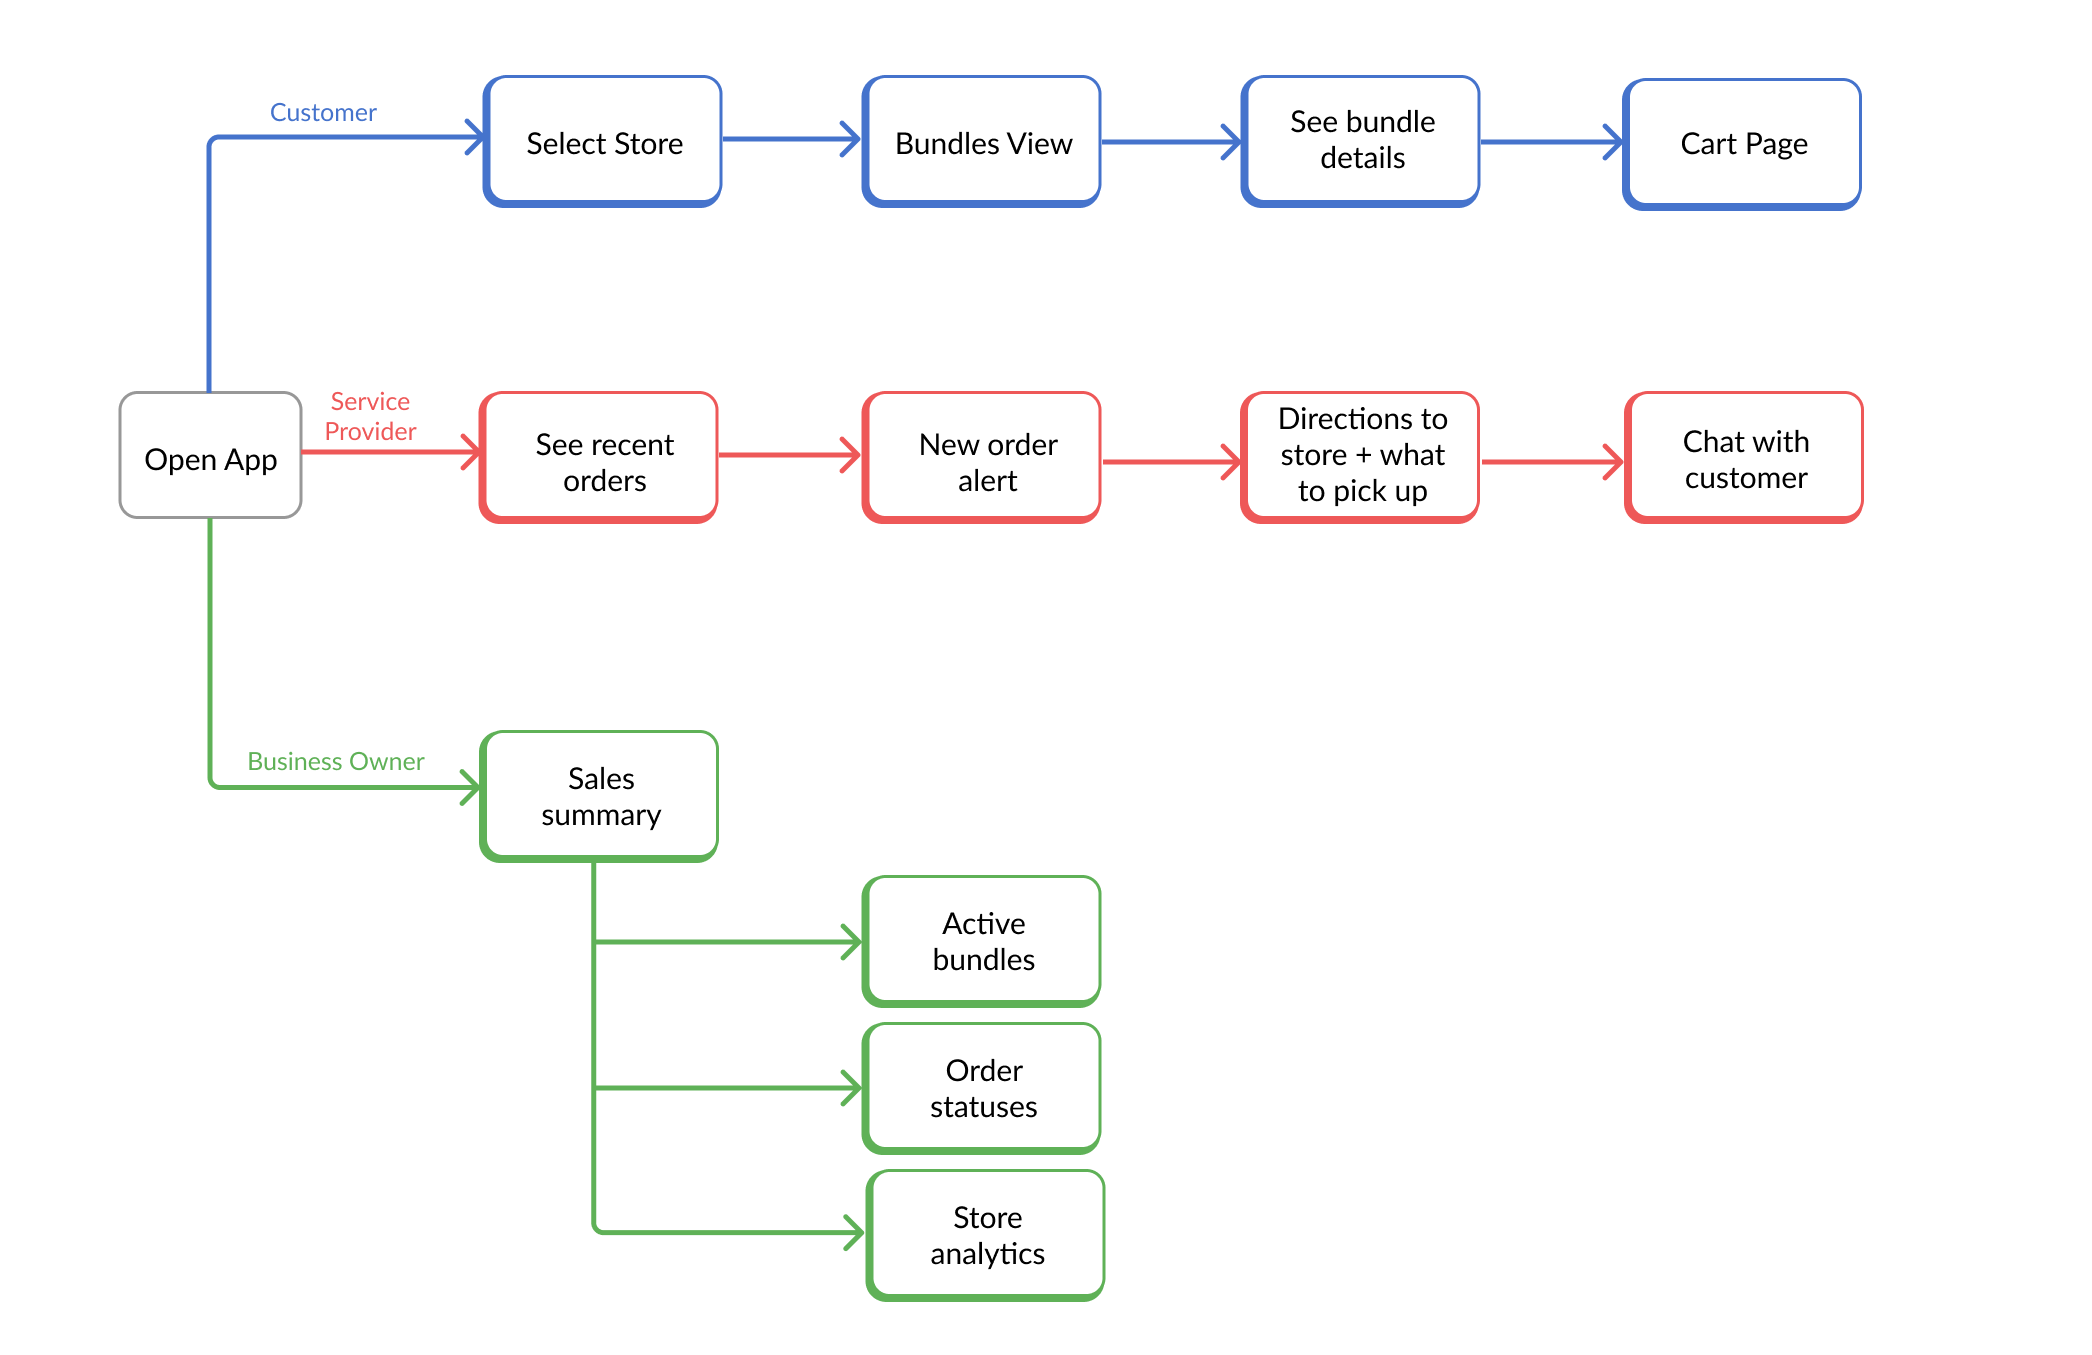 Customer
Select Store
Bundles View
See bundle
details
Cart Page
Open App
Service
Provider
See recent
orders
New order
alert
Directions to
store + what
to pick up
Chat with
customer
Business Owner
Sales
summary
Active
bundles
Order
statuses
Store
analytics